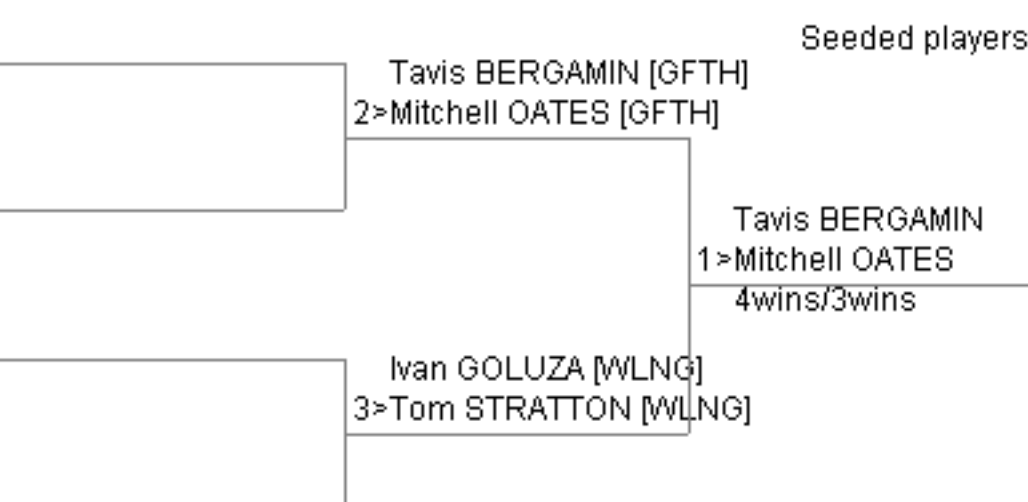 Seeded players
Tavis BERGAMIN [GFTH]
2>Mitchell OATES [GFTH]
Tavis BERGAMIN
1>Mitchell OATES
4wins/3wins
Ivan GOLUZA [WLNG]
3>Tom STRATTON [WLNG]